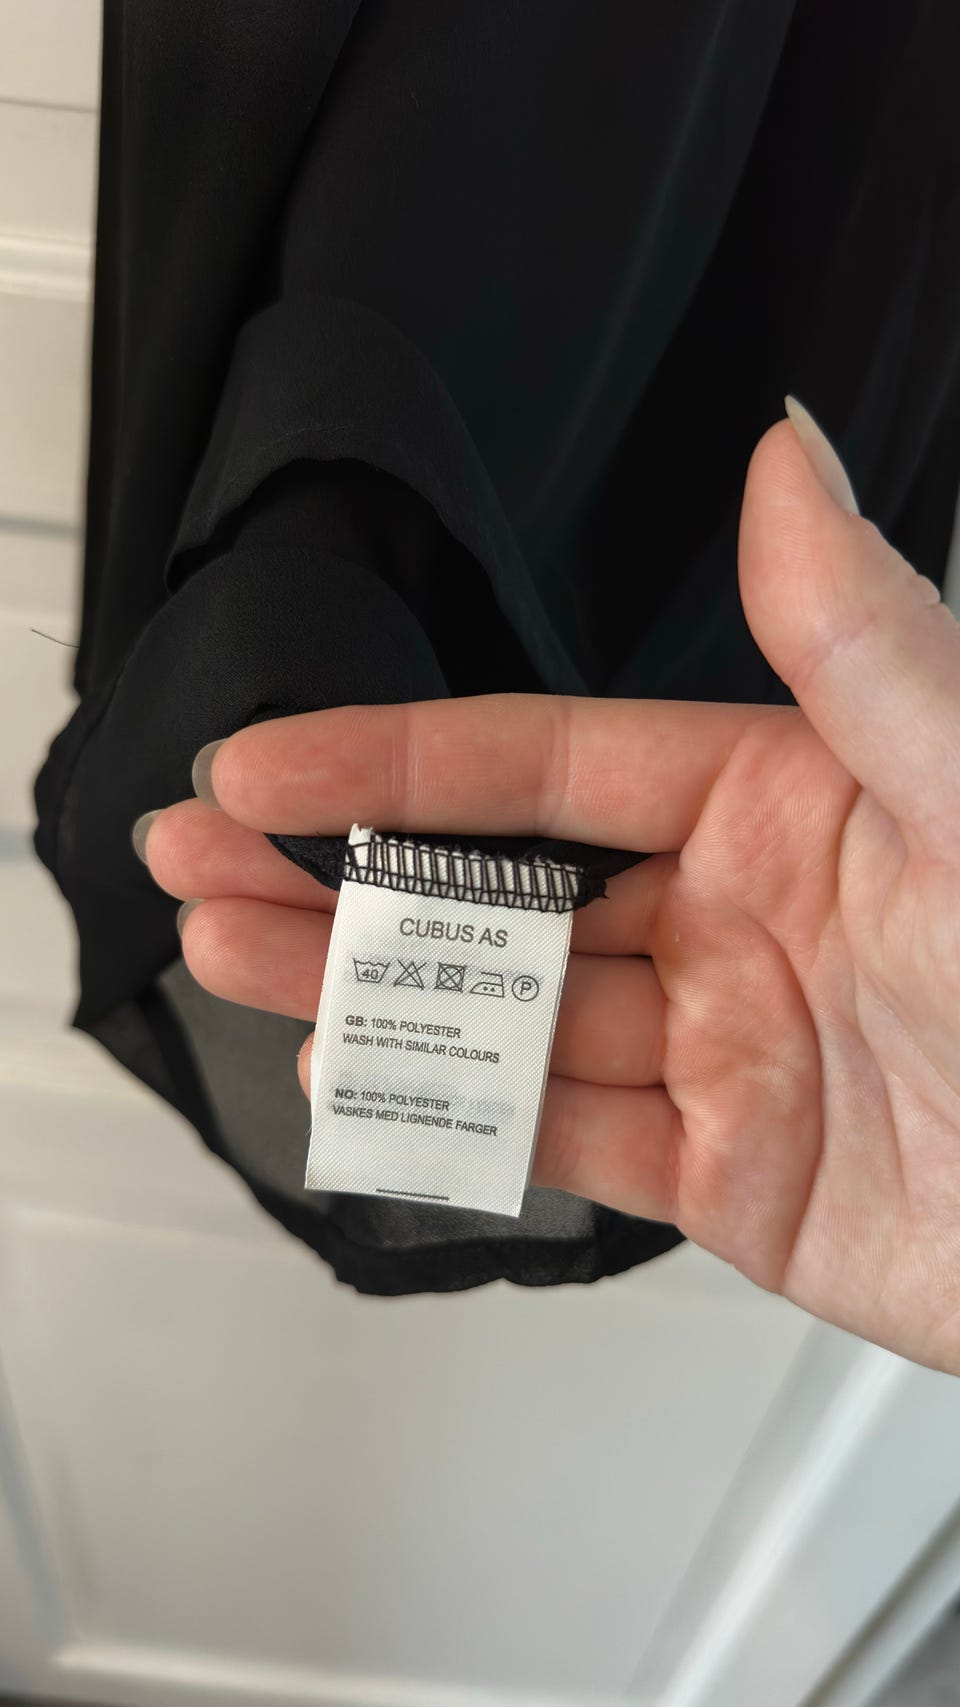 CUBUS AS
40 P
GB: 100% POLYESTER
WASH WITH SIMILAR COLOURS
NO: 100% POLYESTER
VASKES MED LIGNENDE FARGER